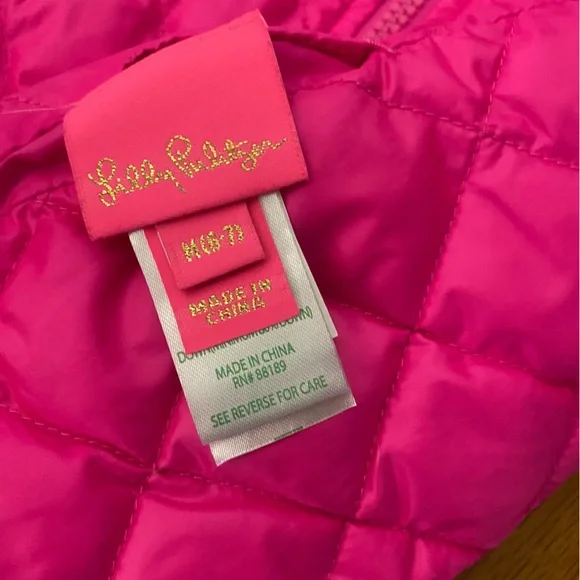 Lilly Pulitzer
M(6-7)
MADE IN
CHINA
MADE IN CHINA
RN# 88189
SEE REVERSE FOR CARE